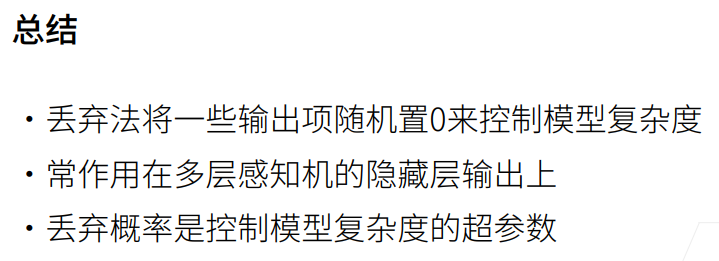 总结
• 丢弃法将一些输出项随机置0来控制模型复杂度
• 常作用在多层感知机的隐藏层输出上
• 丢弃概率是控制模型复杂度的超参数